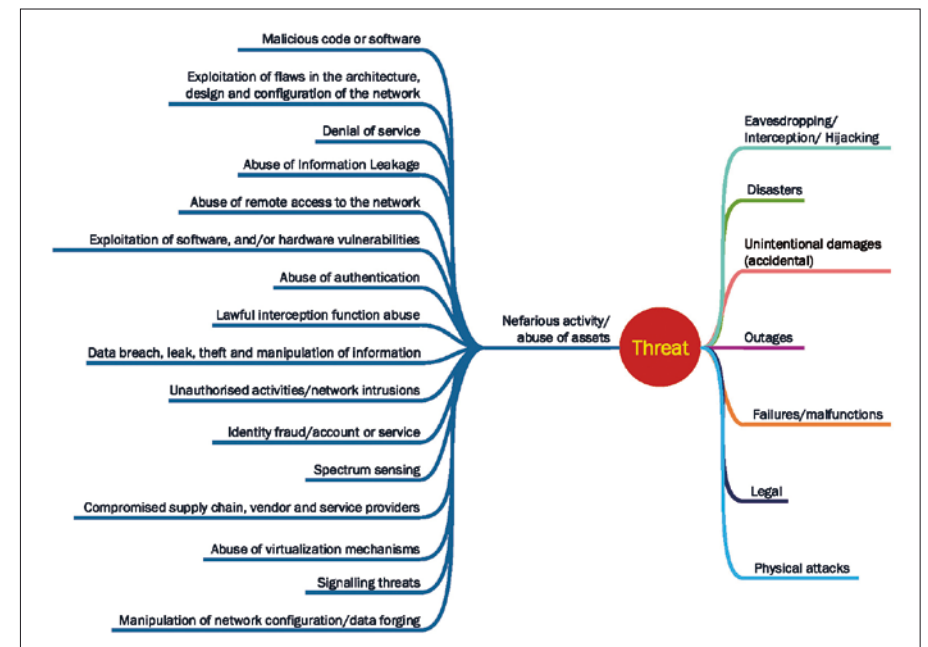 Malicious code or software
Exploitation of flaws in the architecture,
design and configuration of the network
Denial of service
Abuse of Information Leakage
Abuse of remote access to the network
Exploitation of software, and/or hardware vulnerabilities
Abuse of authentication
Lawful interception function abuse
Data breach, leak, theft and manipulation of information
Unauthorised activities/network intrusions
Identity fraud/account or service
Spectrum sensing
Compromised supply chain, vendor and service providers
Abuse of virtualization mechanisms
Signalling threats
Manipulation of network configuration/data forging
Nefarious activity/
abuse of assets
Threat
Eavesdropping/
Interception/ Hijacking
Disasters
Unintentional damages
(accidental)
Outages
Failures/malfunctions
Legal
Physical attacks